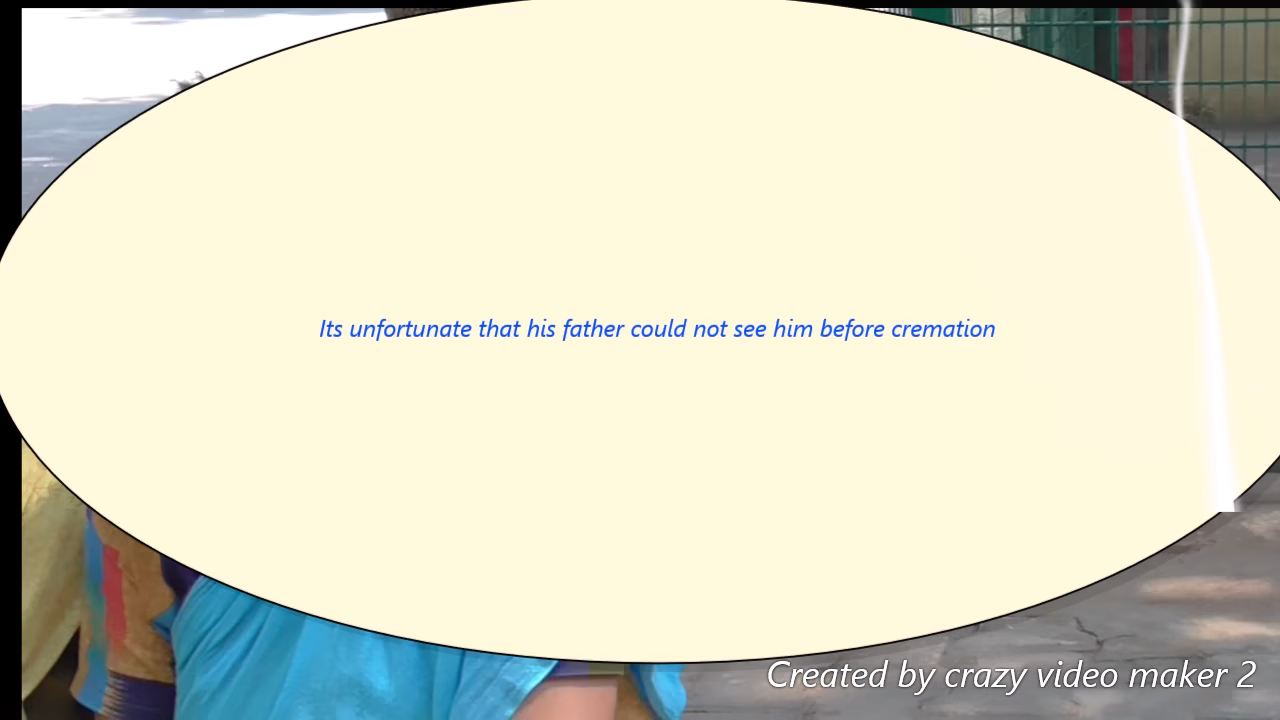 Its unfortunate that his father could not see him before cremation
Created by crazy video maker 2